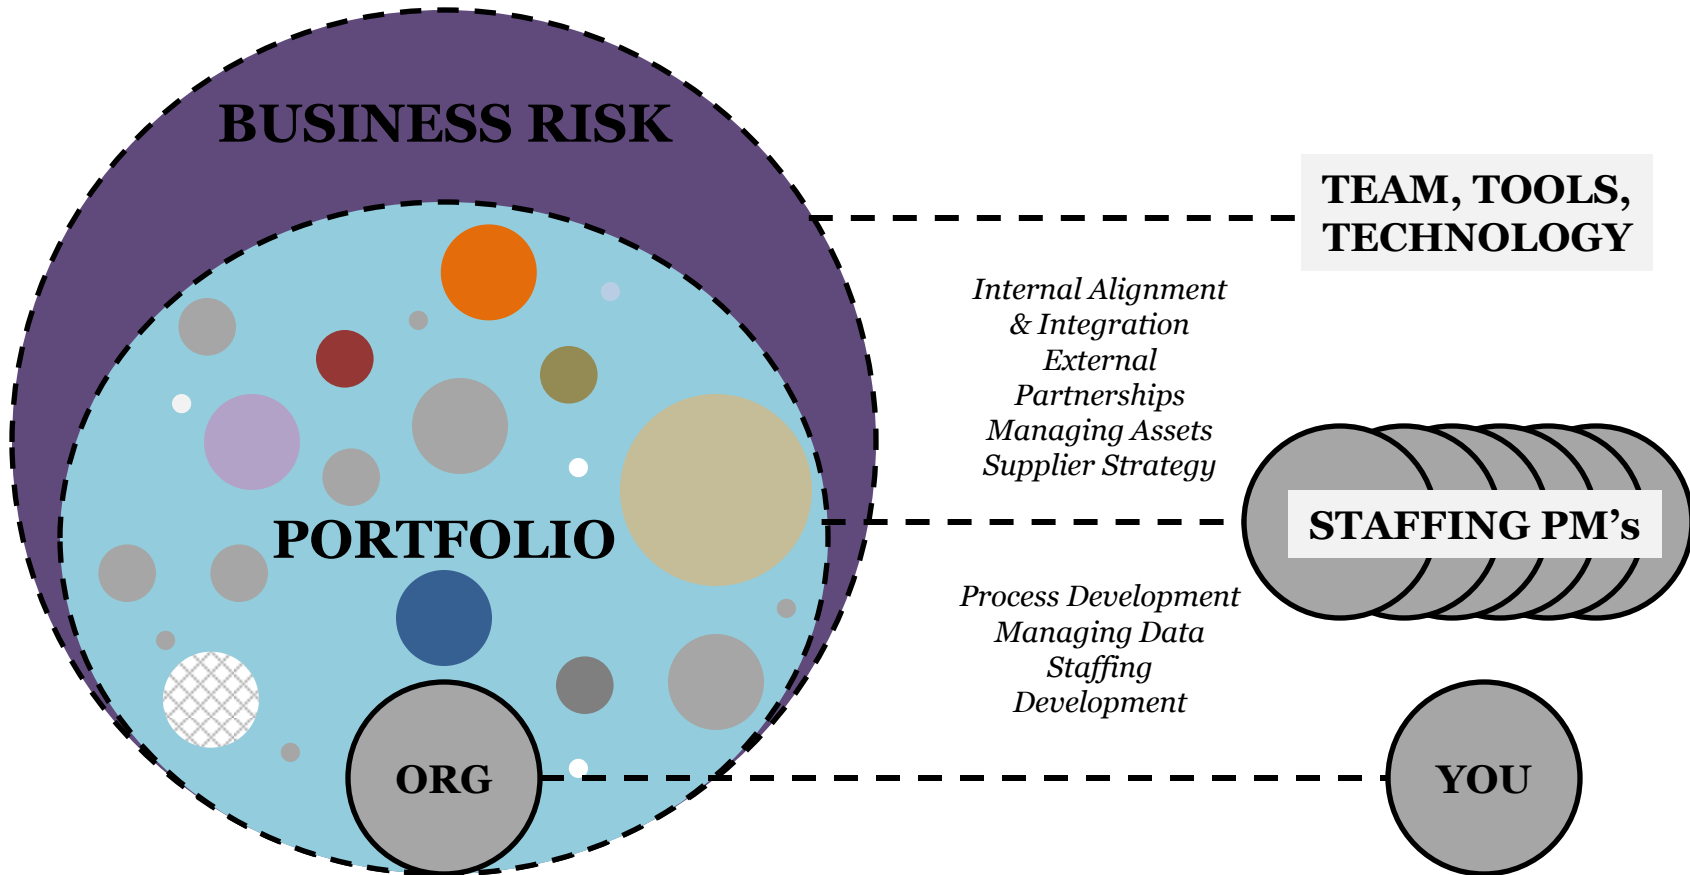 BUSINESS RISK
TEAM, TOOLS,
TECHNOLOGY
Internal Alignment
& Integration
External
Partnerships
Managing Assets
Supplier Strategy
PORTFOLIO
STAFFING PM’s
Process Development
Managing Data
Staffing
Development
ORG
YOU